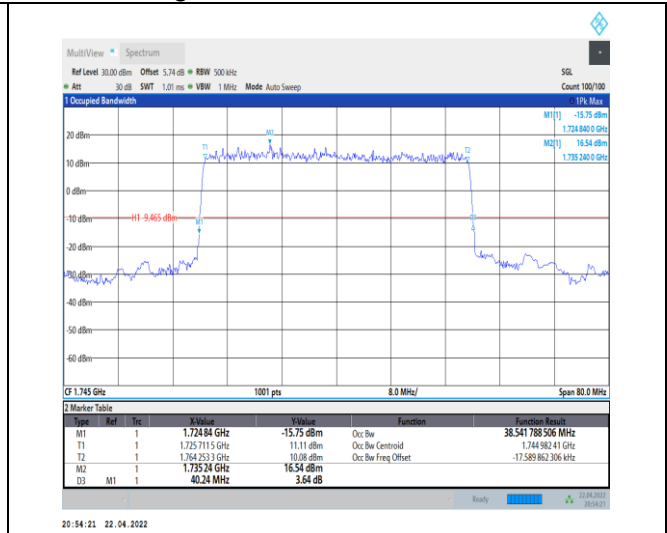 MultiView Spectrum
Ref Level 30.00 dBm Offset 5.74 dB RBW 500 kHz SGL
Att 30 dB SWT 1.01 ms VBW 1 MHz Mode Auto Sweep Count 100/100
1 Occupied Bandwidth 1Pk Max
M1[1] -15.75 dBm
1.724 840 0 GHz
M2[1] 16.54 dBm
1.735 240 0 GHz
20 dBm
M2
T1
T2
10 dBm
0 dBm
-10 dBm
H1 -9.465 dBm
M1
D3
-20 dBm
-30 dBm
-40 dBm
-50 dBm
-60 dBm
CF 1.745 GHz 1001 pts 8.0 MHz/ Span 80.0 MHz
2 Marker Table
Type Ref Trc X-Value Y-Value Function Function Result
M1 1 1.724 84 GHz -15.75 dBm Occ Bw 38.541 788 506 MHz
T1 1 1.725 711 5 GHz 11.11 dBm Occ Bw Centroid 1.744 982 41 GHz
T2 1 1.764 253 3 GHz 10.08 dBm Occ Bw Freq Offset -17.589 862 306 kHz
M2 1 1.735 24 GHz 16.54 dBm
D3 M1 1 40.24 MHz 3.64 dB
Ready 22.04.2022
20:54:21
20:54:21 22.04.2022